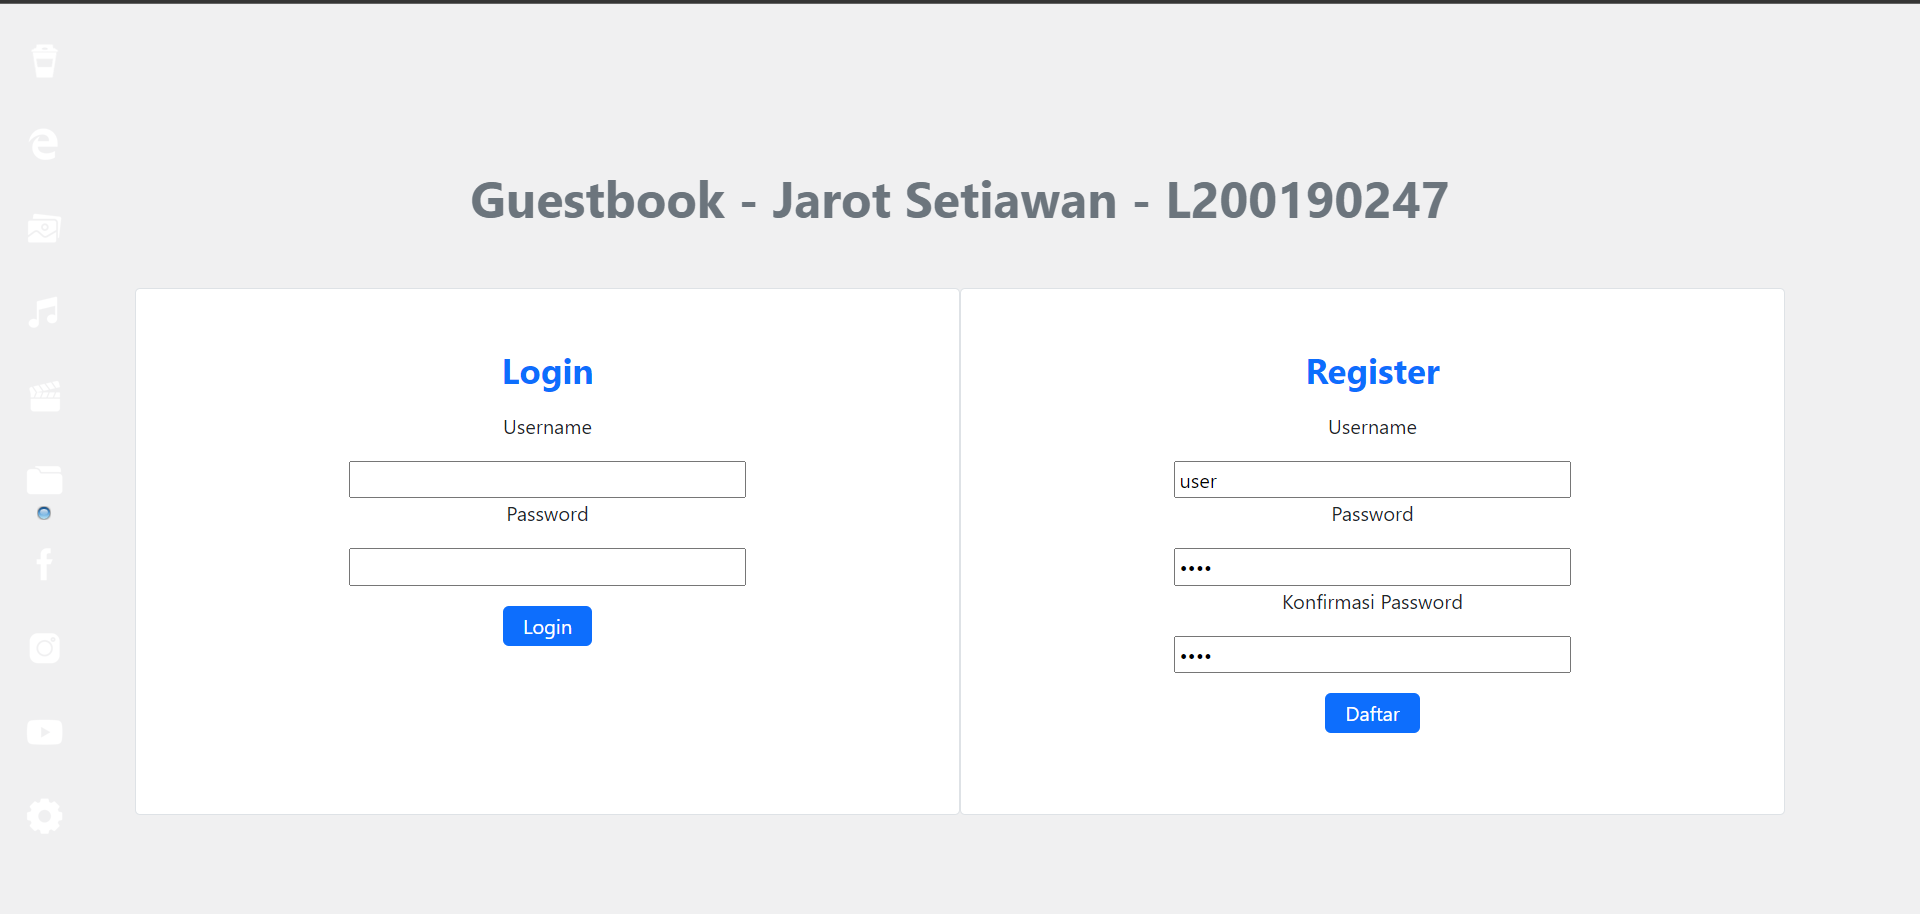 Guestbook - Jarot Setiawan - L200190247
Login
Username
Password
Login
Register
Username
user
Password
••••
Konfirmasi Password
••••
Daftar